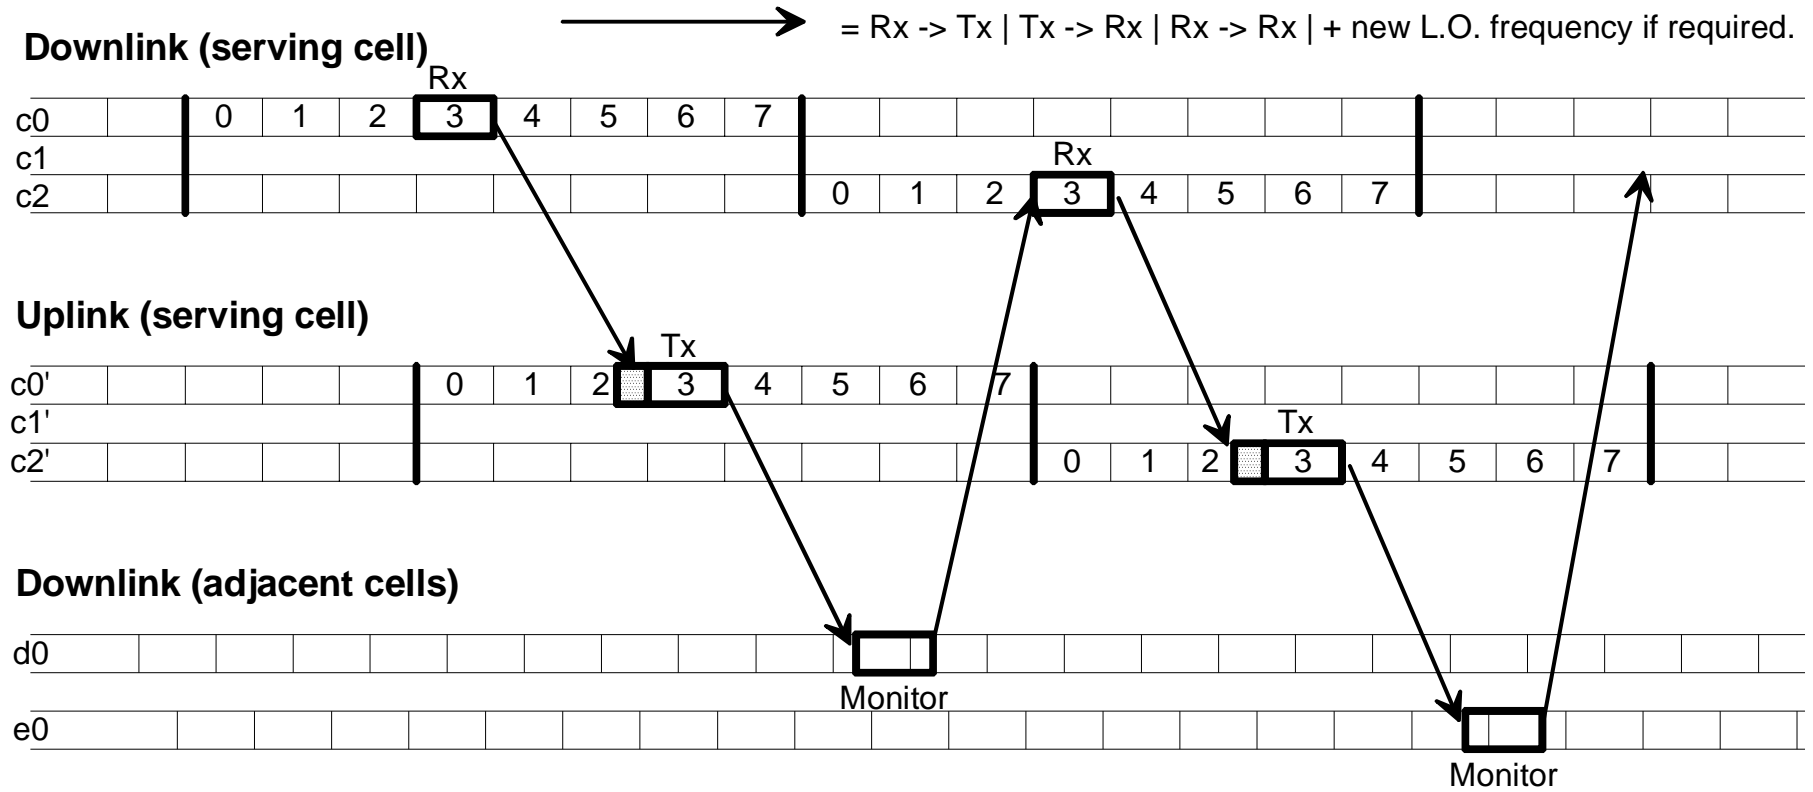 = Rx -> Tx | Tx -> Rx | Rx -> Rx | + new L.O. frequency if required.
Downlink (serving cell)
Rx
c0 0 1 2 3 4 5 6 7
c1
Rx
c2 0 1 2 3 4 5 6 7
Uplink (serving cell)
Tx
c0' 0 1 2 3 4 5 6 7
c1'
Tx
c2' 0 1 2 3 4 5 6 7
Downlink (adjacent cells)
d0
Monitor
e0
Monitor